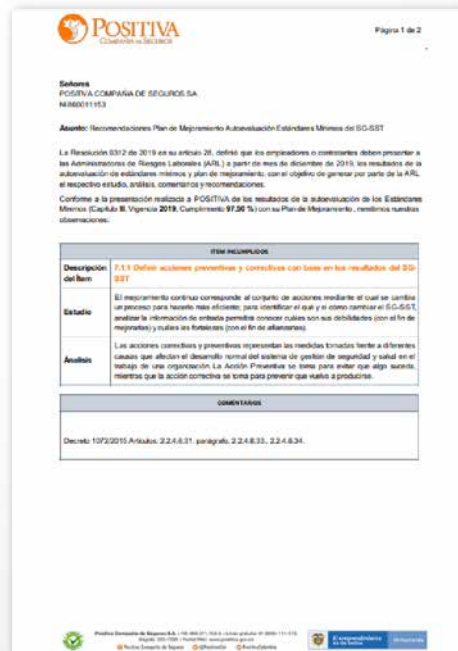 POSITIVA
COMPAÑIA DE SEGUROS
Página 1 de 2
Señores
POSITIVA COMPAÑIA DE SEGUROS SA
NI 860011153
Asunto: Recomendaciones Plan de Mejoramiento Autoevaluación Estándares Mínimos del SG-SST
La Resolución 0312 de 2019 en su artículo 28, definió que los empleadores o contratantes deben presentar a
las Administradoras de Riesgos Laborales (ARL) a partir de mes de diciembre de 2019, los resultados de la
autoevaluación de estándares mínimos y plan de mejoramiento, con el objetivo de generar por parte de la ARL
el respectivo estudio, análisis, comentarios y recomendaciones.
Conforme a la presentación realizada a POSITIVA de los resultados de la autoevaluación de los Estándares
Mínimos (Capítulo III, Vigencia 2019, Cumplimiento 97,50 %) con su Plan de Mejoramiento, remitimos nuestras
observaciones:
ITEM INCUMPLIDOS
Descripción del Ítem
7.1.1 Definir acciones preventivas y correctivas con base en los resultados del SG-
SST
Estudio
El mejoramiento continuo corresponde al conjunto de acciones mediante el cual se cambia
un proceso para hacerlo más eficiente; para identificar el qué y el cómo cambiar el SG-SST,
analizar la información de entrada permitirá conocer cuáles son sus debilidades (con el fin de
mejorarlas) y cuáles las fortalezas (con el fin de afianzarlas).
Análisis
Las acciones correctivas y preventivas representan las medidas tomadas frente a diferentes
causas que afectan el desarrollo normal del sistema de gestión de seguridad y salud en el
trabajo de una organización. La Acción Preventiva se toma para evitar que algo suceda,
mientras que la acción correctiva se toma para prevenir que vuelva a producirse.
COMENTARIOS
Decreto 1072/2015 Artículos. 2.2.4.6.31. parágrafo, 2.2.4.6.33., 2.2.4.6.34.
Positiva Compañía de Seguros S.A.